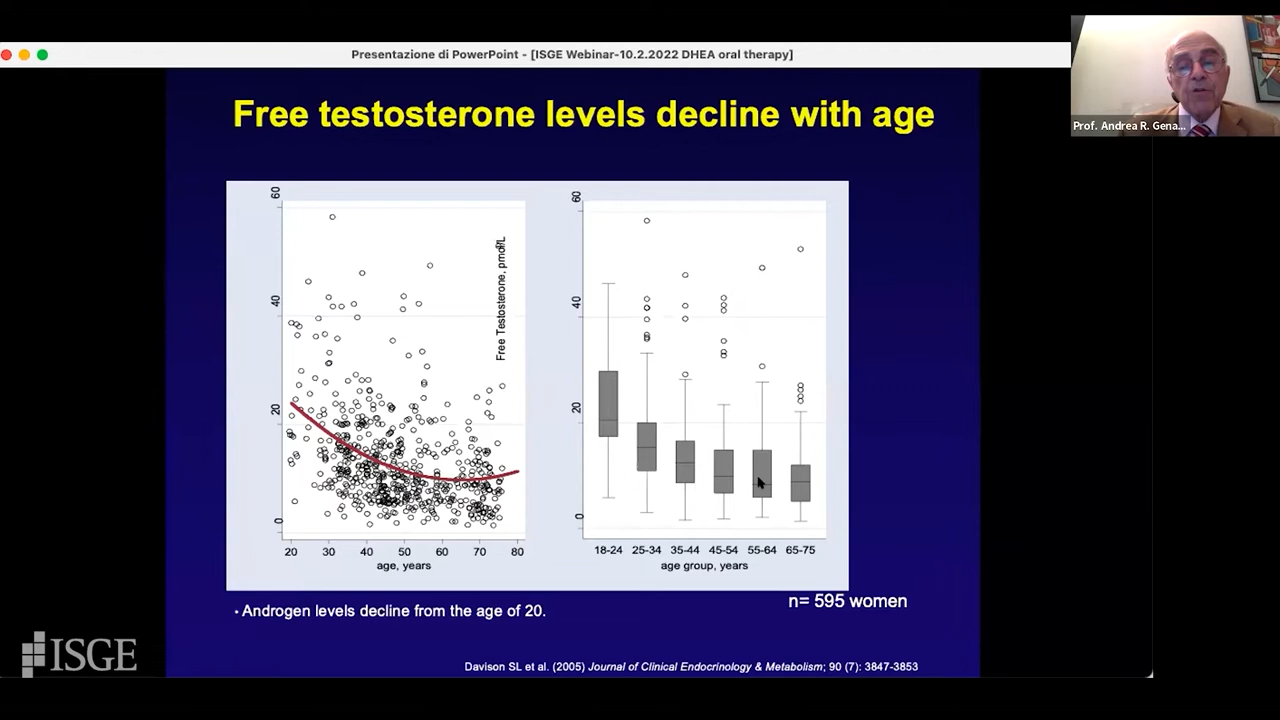 Presentazione di PowerPoint - [ISGE Webinar-10.2.2022 DHEA oral therapy]
Prof. Andrea R. Gena...
Free testosterone levels decline with age
60
40
20
0
Free Testosterone, pmol/L
20 30 40 50 60 70 80
age, years
60
40
20
0
18-24 25-34 35-44 45-54 55-64 65-75
age group, years
n= 595 women
• Androgen levels decline from the age of 20.
ISGE
Davison SL et al. (2005) Journal of Clinical Endocrinology & Metabolism; 90 (7): 3847-3853